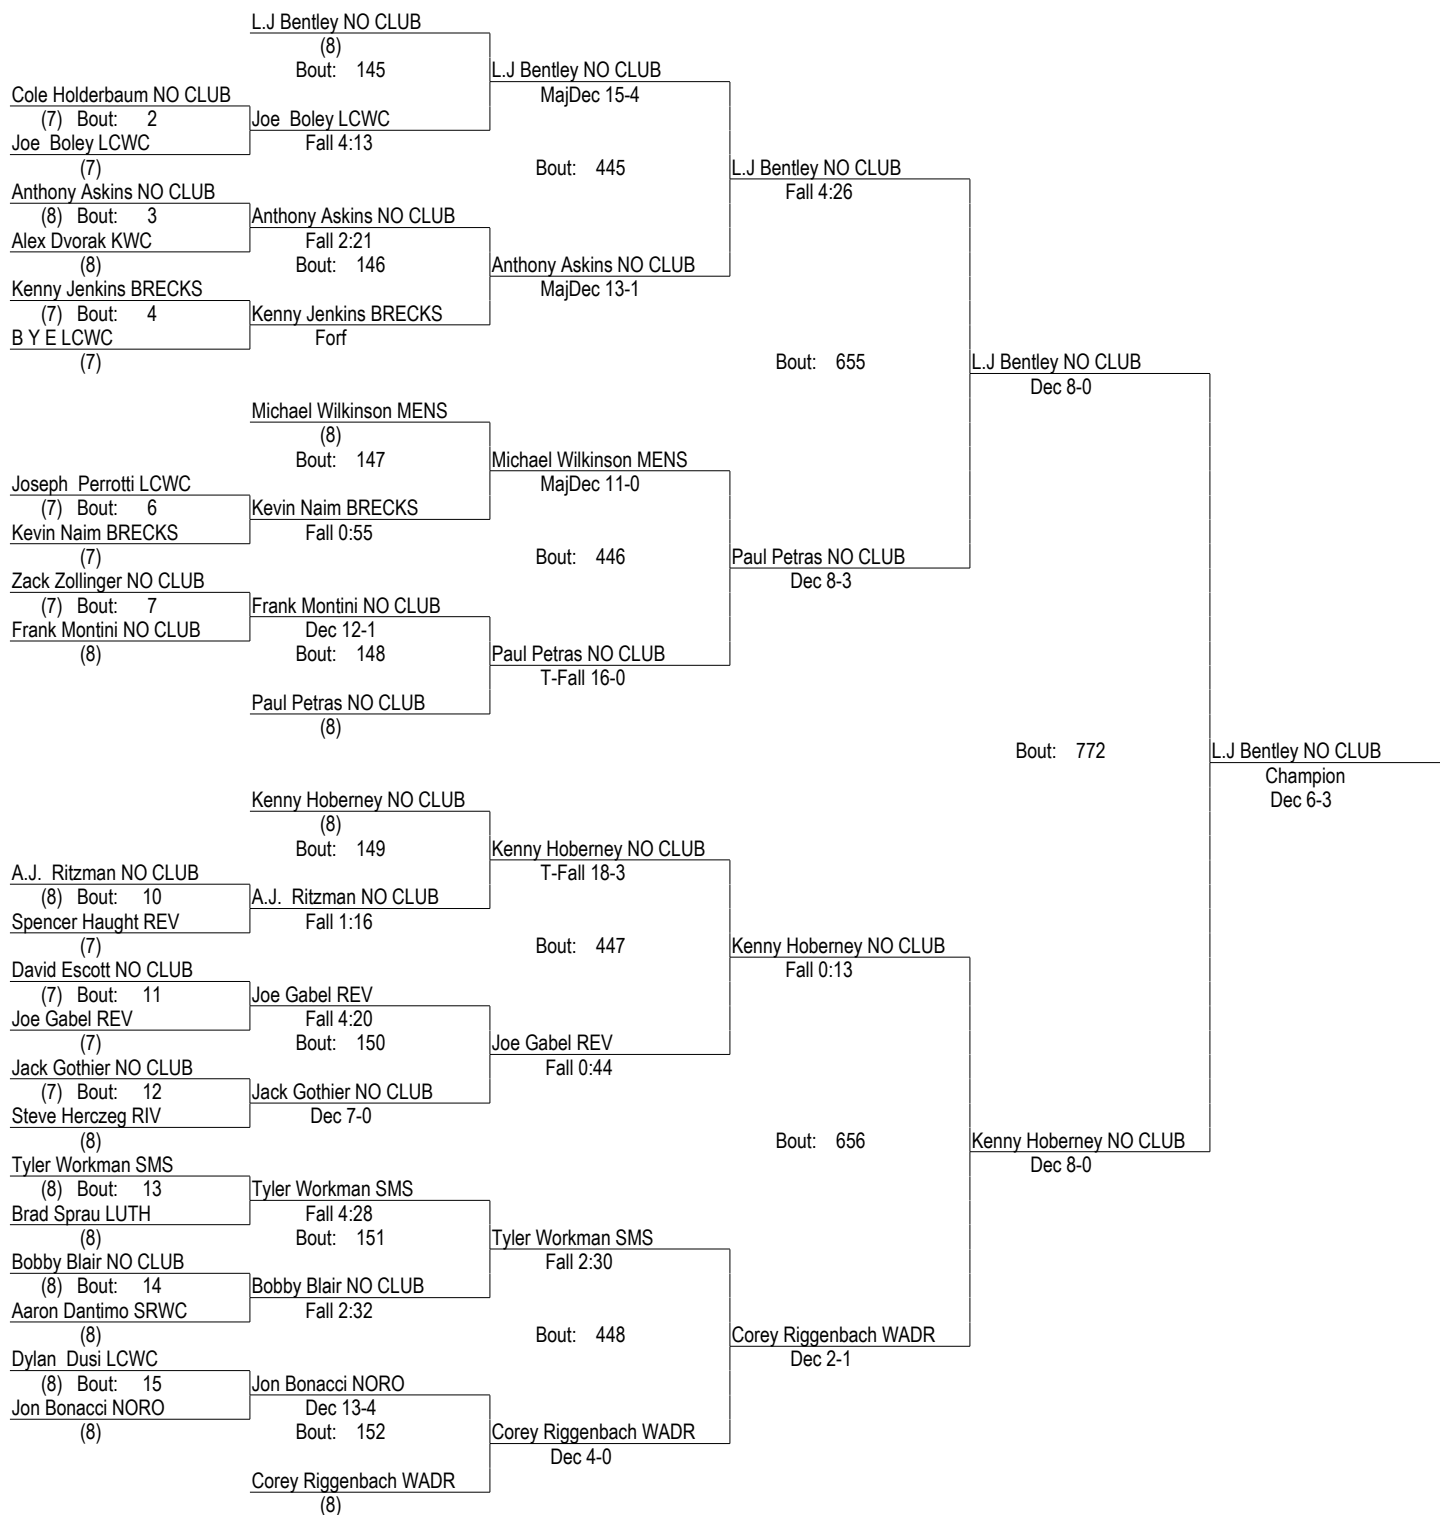 L.J Bentley NO CLUB
(8)
Bout: 145
L.J Bentley NO CLUB
MajDec 15-4
Cole Holderbaum NO CLUB
(7) Bout: 2
Joe Boley LCWC
Fall 4:13
Joe Boley LCWC
(7)
Bout: 445
L.J Bentley NO CLUB
Fall 4:26
Anthony Askins NO CLUB
(8) Bout: 3
Anthony Askins NO CLUB
Fall 2:21
Alex Dvorak KWC
(8)
Bout: 146
Anthony Askins NO CLUB
MajDec 13-1
Kenny Jenkins BRECKS
(7) Bout: 4
Kenny Jenkins BRECKS
Forf
B Y E LCWC
(7)
Bout: 655
L.J Bentley NO CLUB
Dec 8-0
Michael Wilkinson MENS
(8)
Bout: 147
Michael Wilkinson MENS
MajDec 11-0
Joseph Perrotti LCWC
(7) Bout: 6
Kevin Naim BRECKS
Fall 0:55
Kevin Naim BRECKS
(7)
Bout: 446
Paul Petras NO CLUB
Dec 8-3
Zack Zollinger NO CLUB
(7) Bout: 7
Frank Montini NO CLUB
Dec 12-1
Frank Montini NO CLUB
(8)
Bout: 148
Paul Petras NO CLUB
T-Fall 16-0
Paul Petras NO CLUB
(8)
Bout: 772
L.J Bentley NO CLUB
Champion
Dec 6-3
Kenny Hoberney NO CLUB
(8)
Bout: 149
Kenny Hoberney NO CLUB
T-Fall 18-3
A.J. Ritzman NO CLUB
(8) Bout: 10
A.J. Ritzman NO CLUB
Fall 1:16
Spencer Haught REV
(7)
Bout: 447
Kenny Hoberney NO CLUB
Fall 0:13
David Escott NO CLUB
(7) Bout: 11
Joe Gabel REV
Fall 4:20
Joe Gabel REV
(7)
Bout: 150
Joe Gabel REV
Fall 0:44
Jack Gothier NO CLUB
(7) Bout: 12
Jack Gothier NO CLUB
Dec 7-0
Steve Herczeg RIV
(8)
Bout: 656
Kenny Hoberney NO CLUB
Dec 8-0
Tyler Workman SMS
(8) Bout: 13
Tyler Workman SMS
Fall 4:28
Brad Sprau LUTH
(8)
Bout: 151
Tyler Workman SMS
Fall 2:30
Bobby Blair NO CLUB
(8) Bout: 14
Bobby Blair NO CLUB
Fall 2:32
Aaron Dantimo SRWC
(8)
Bout: 448
Corey Riggenbach WADR
Dec 2-1
Dylan Dusi LCWC
(8) Bout: 15
Jon Bonacci NORO
Dec 13-4
Jon Bonacci NORO
(8)
Bout: 152
Corey Riggenbach WADR
Dec 4-0
Corey Riggenbach WADR
(8)